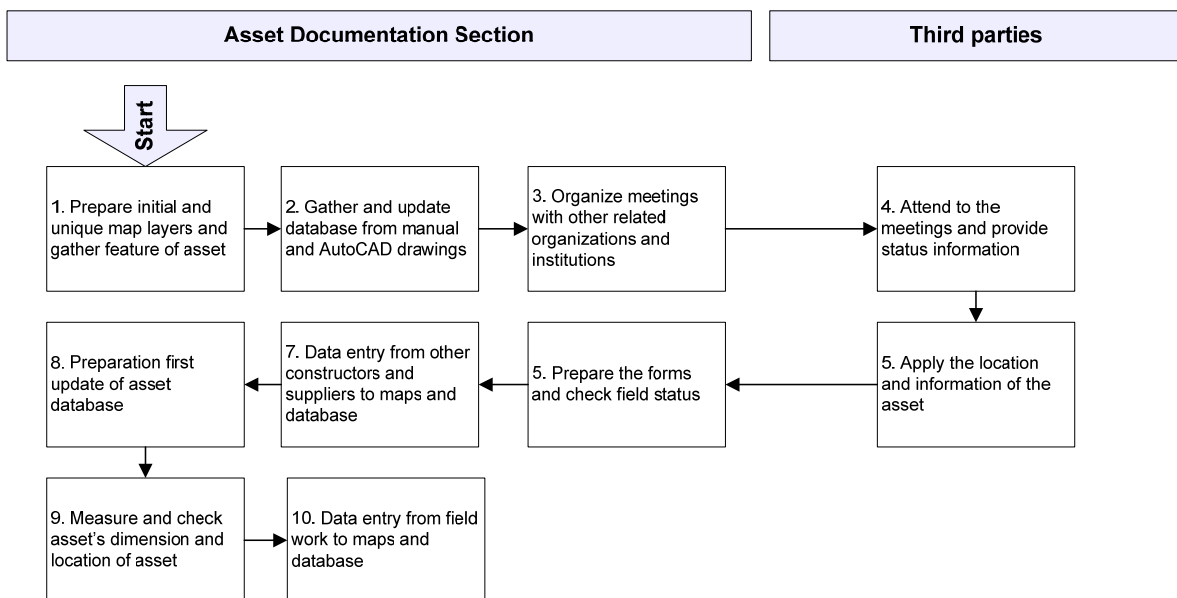 Asset Documentation Section
Third parties
Start
1. Prepare initial and
unique map layers and
gather feature of asset
2. Gather and update
database from manual
and AutoCAD drawings
3. Organize meetings
with other related
organizations and
institutions
4. Attend to the
meetings and provide
status information
8. Preparation first
update of asset
database
7. Data entry from other
constructors and
suppliers to maps and
database
5. Prepare the forms
and check field status
5. Apply the location
and information of the
asset
9. Measure and check
asset's dimension and
location of asset
10. Data entry from field
work to maps and
database